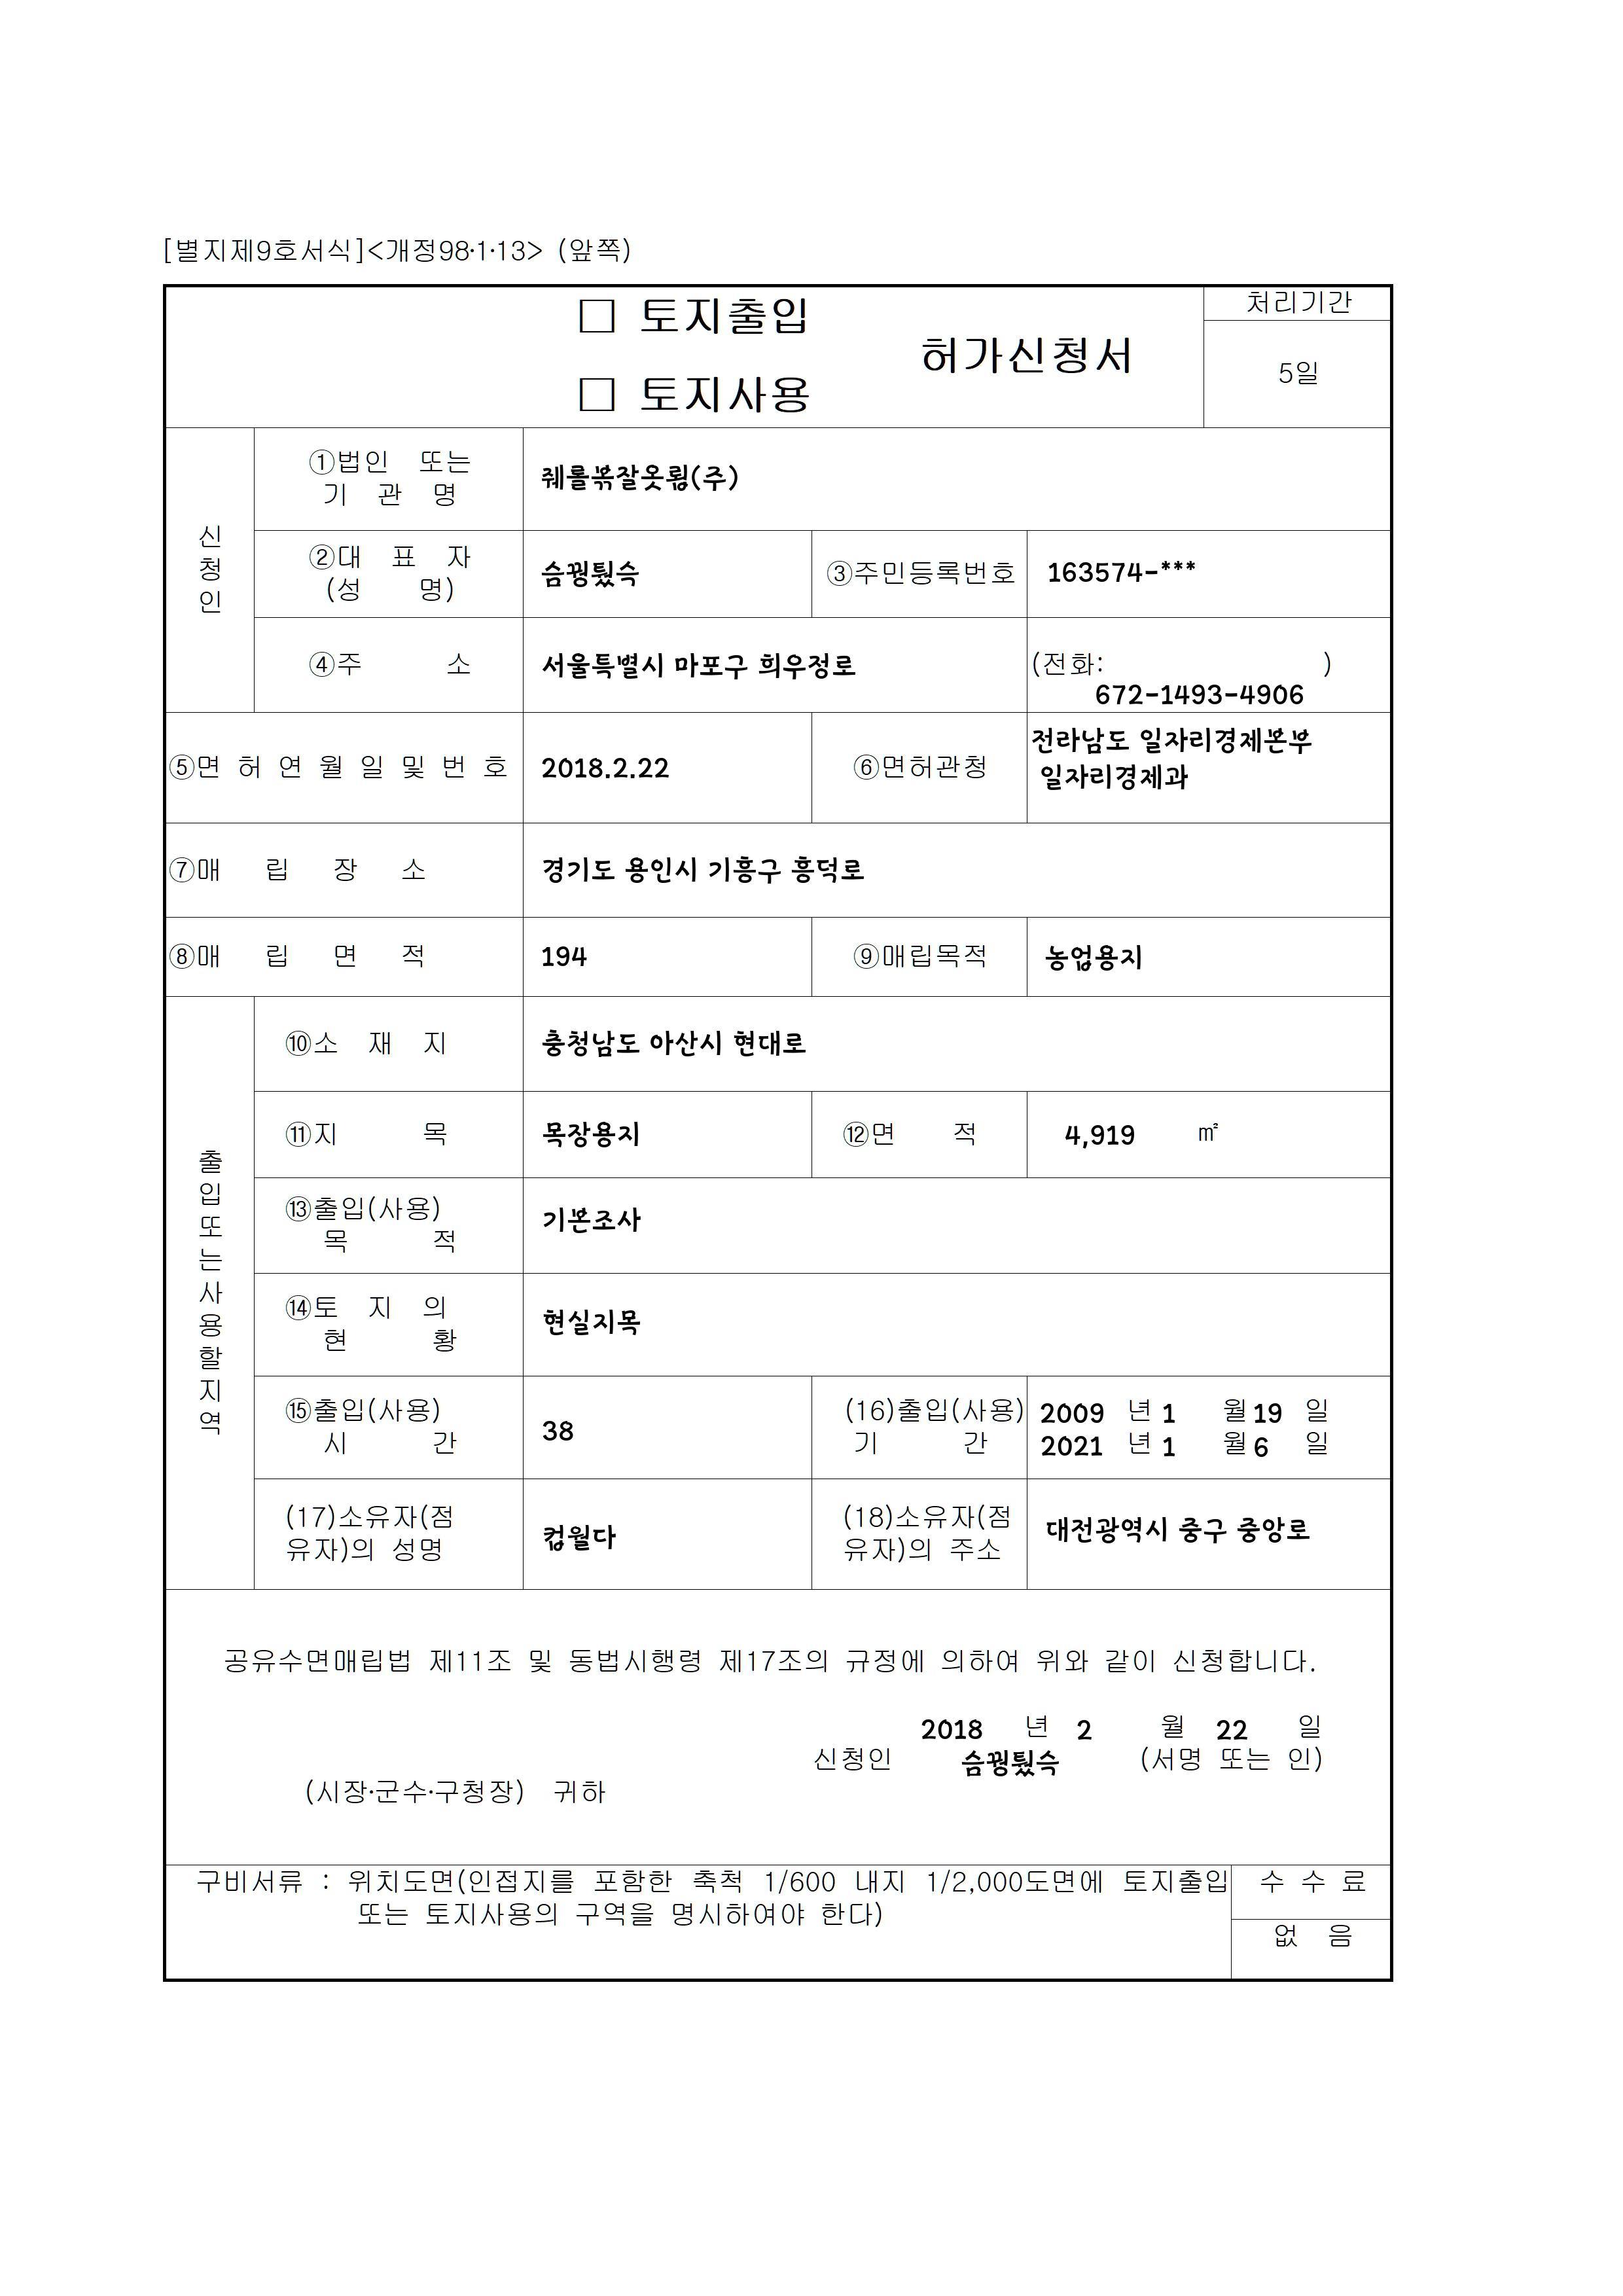 [별지제9호서식]<개정98·1·13> (앞쪽)
□ 토지출입
□ 토지사용
허가신청서
처리기간
5일
신청인
①법인 또는 기 관 명
(주)
②대 표 자 (성 명)
③주민등록번호
163574-***
④주 소
서울특별시 마포구 희우정로
(전화: 672-1493-4906)
⑤면 허 연 월 일 및 번 호
2018.2.22
⑥면허관청
전라남도 일자리경제본부
일자리경제과
⑦매 립 장 소
경기도 용인시 기흥구 흥덕로
⑧매 립 면 적
194
⑨매립목적
농업용지
출입또는사용할지역
⑩소 재 지
충청남도 아산시 현대로
⑪지 목
목장용지
⑫면 적
4,919 ㎡
⑬출입(사용) 목 적
기본조사
⑭토 지 의 현 황
현실지목
⑮출입(사용) 시 간
38
(16)출입(사용) 기 간
2009 년 1 월 19 일
2021 년 1 월 6 일
(17)소유자(점유자)의 성명
컵월다
(18)소유자(점유자)의 주소
대전광역시 중구 중앙로
공유수면매립법 제11조 및 동법시행령 제17조의 규정에 의하여 위와 같이 신청합니다.
2018 년 2 월 22 일
신청인 (서명 또는 인)
(시장·군수·구청장) 귀하
구비서류 : 위치도면(인접지를 포함한 축척 1/600 내지 1/2,000도면에 토지출입
또는 토지사용의 구역을 명시하여야 한다)
수 수 료
없 음